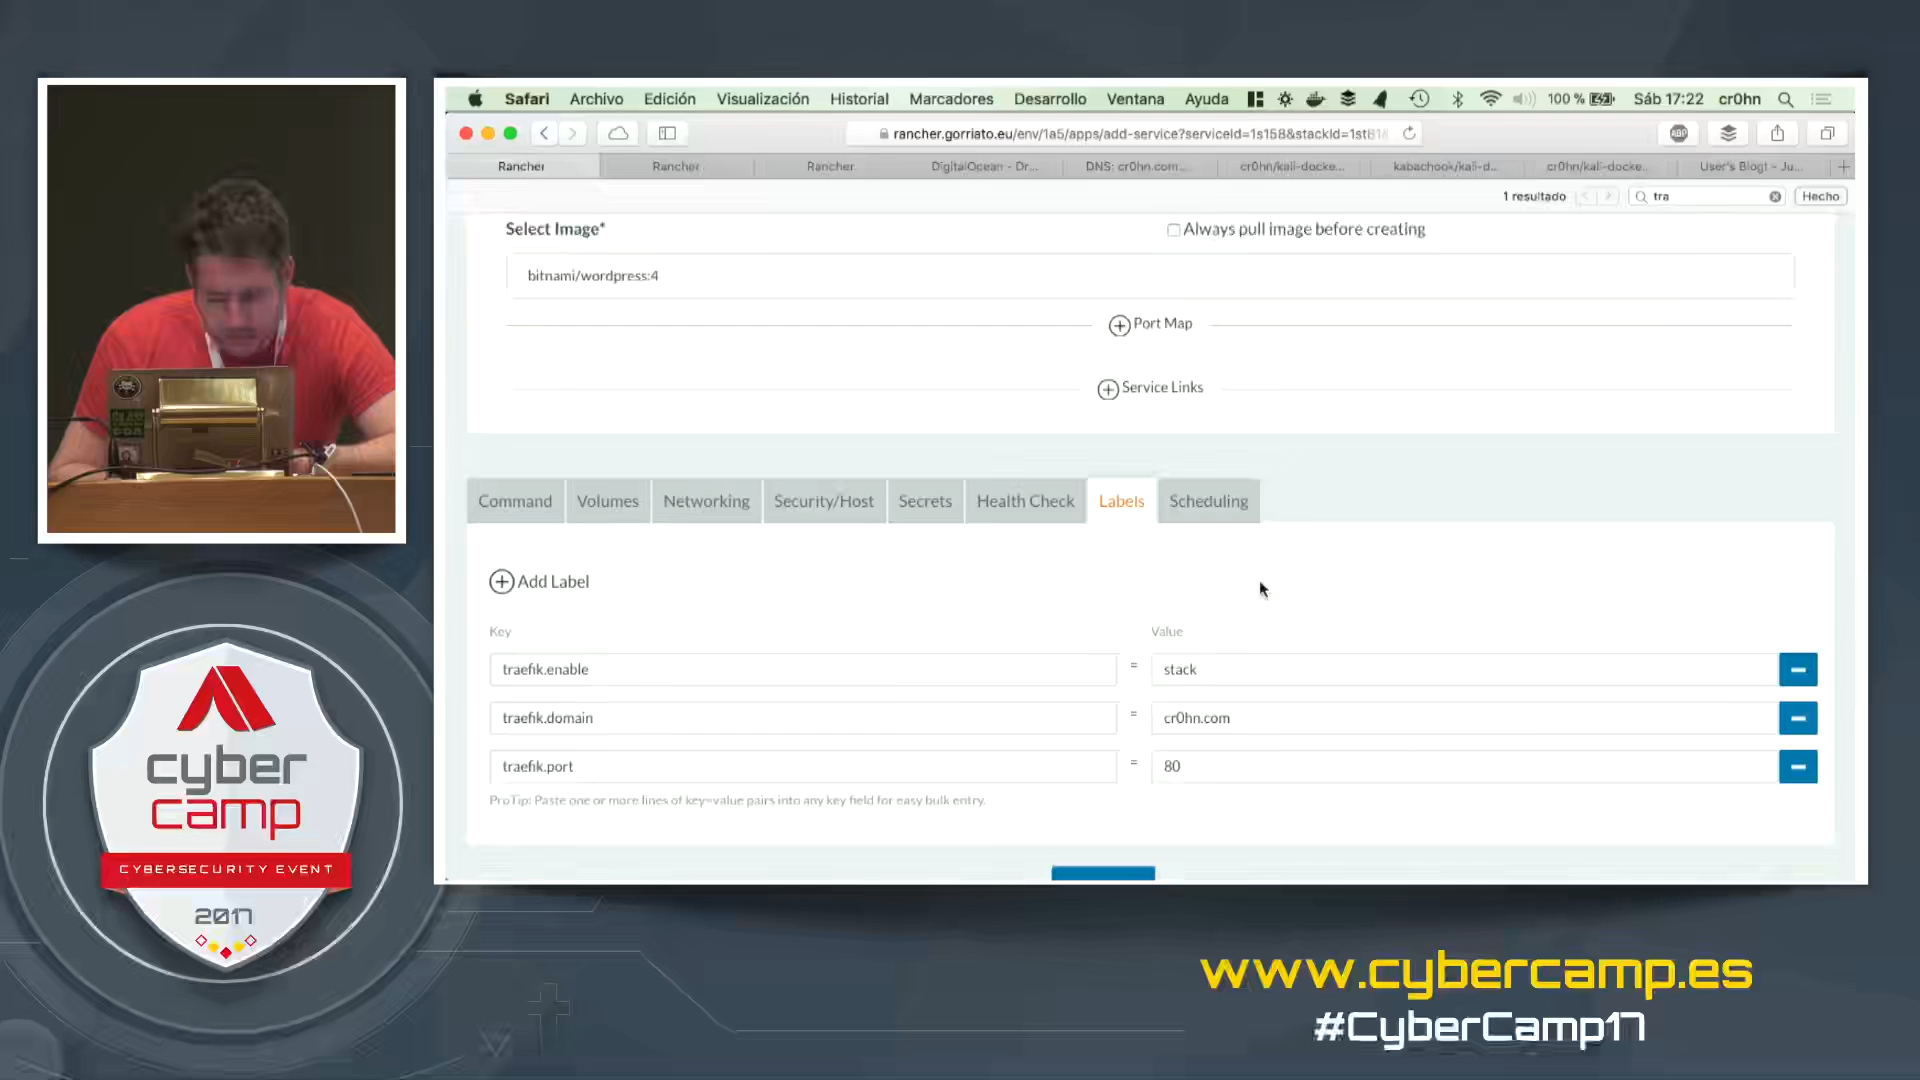 Safari Archivo Edición Visualización Historial Marcadores Desarrollo Ventana Ayuda 100 % Sáb 17:22 cr0hn
rancher.gorriato.eu/env/1a5/apps/add-service?serviceId=1s158&stackId=1st81
ABP
Rancher Rancher Rancher DigitalOcean - Dr... DNS: cr0hn.com... cr0hn/kali-docke... kabachook/kali-d... cr0hn/kali-docke... User's Blog! - Ju...
1 resultado tra Hecho
Select Image* Always pull image before creating
bitnami/wordpress:4
Port Map
Service Links
Command Volumes Networking Security/Host Secrets Health Check Labels Scheduling
Add Label
Key Value
traefik.enable = stack
traefik.domain = cr0hn.com
traefik.port = 80
ProTip: Paste one or more lines of key=value pairs into any key field for easy bulk entry.
cyber
camp
CYBERSECURITY EVENT
2017
www.cybercamp.es
#CyberCamp17